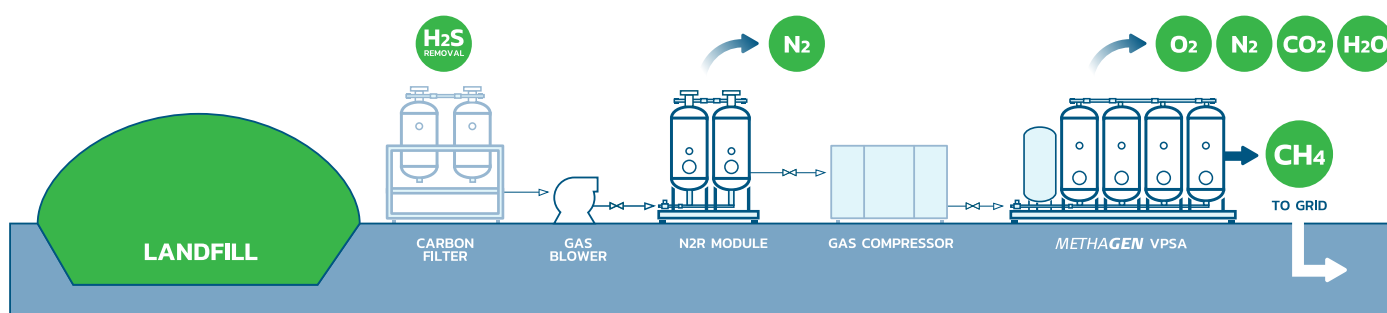 H2S
REMOVAL
N2
O2 N2 CO2 H2O
CH4
TO GRID
LANDFILL
CARBON
FILTER
GAS
BLOWER
N2R MODULE
GAS COMPRESSOR
METHAGEN VPSA